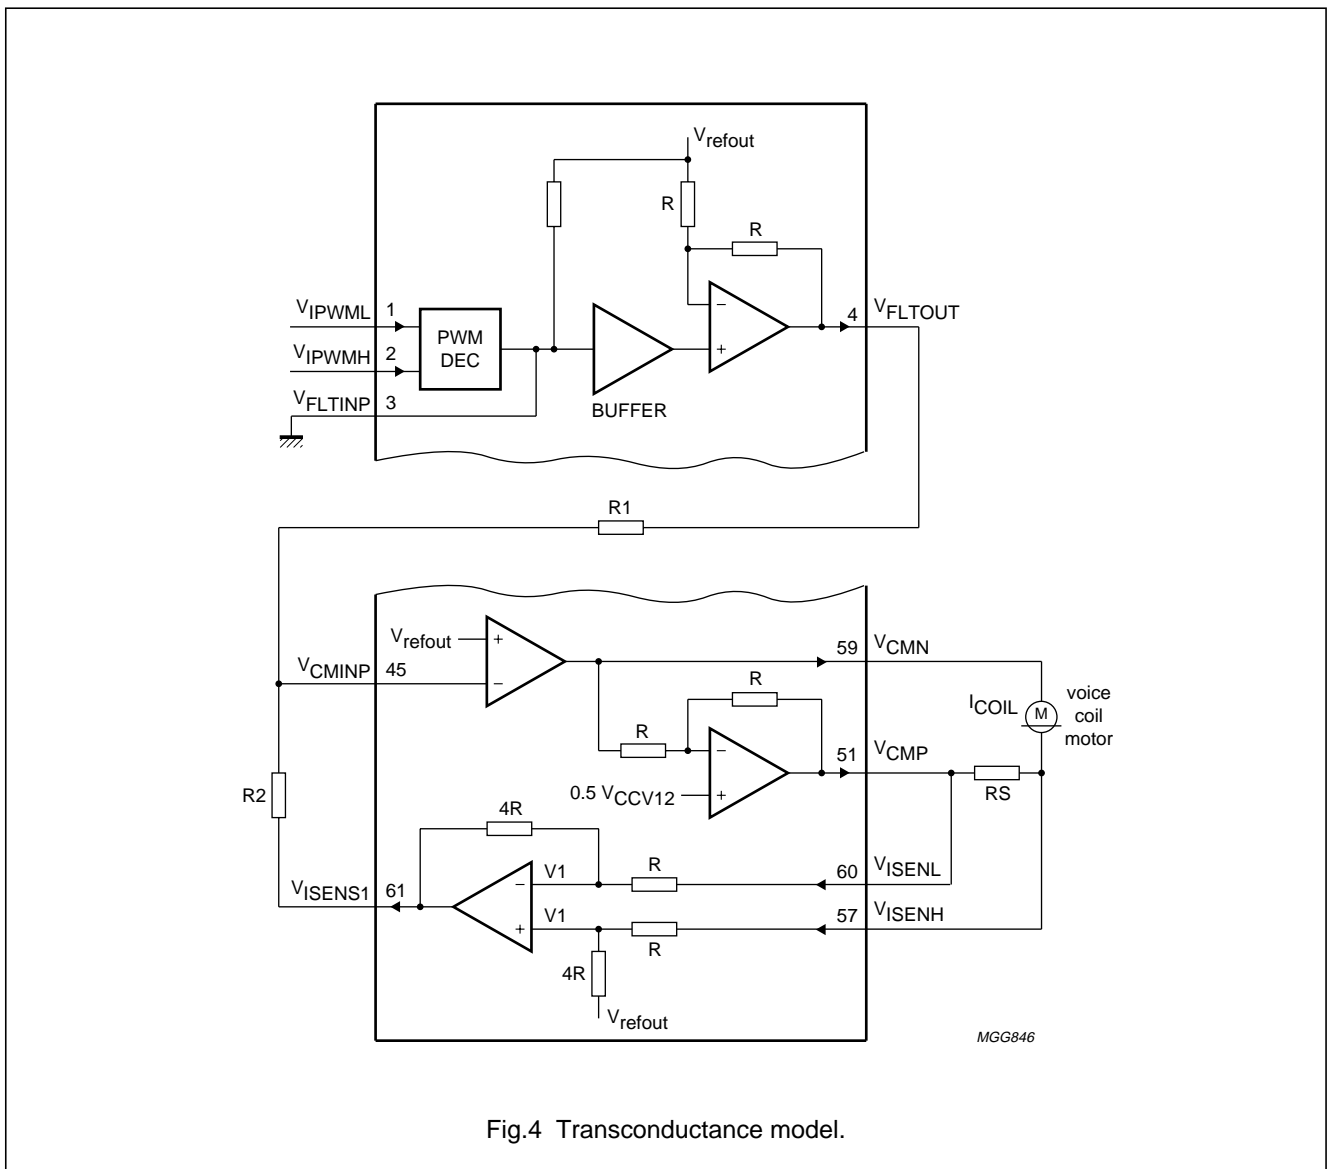 Vrefout
R
R
VIPWML 1
PWM
DEC
4 VFLTOUT
VIPWMH 2
VFLTINP 3
−
+
BUFFER
R1
Vrefout
+
−
VCMINP 45
59 VCMN
R
R
−
+
0.5 VCCV12
51 VCMP
ICOIL
M
voice
coil
motor
RS
R2
4R
V1
−
R
60 VISENL
VISENS1 61
V1
+
R
57 VISENH
4R
Vrefout
MGG846
Fig.4 Transconductance model.